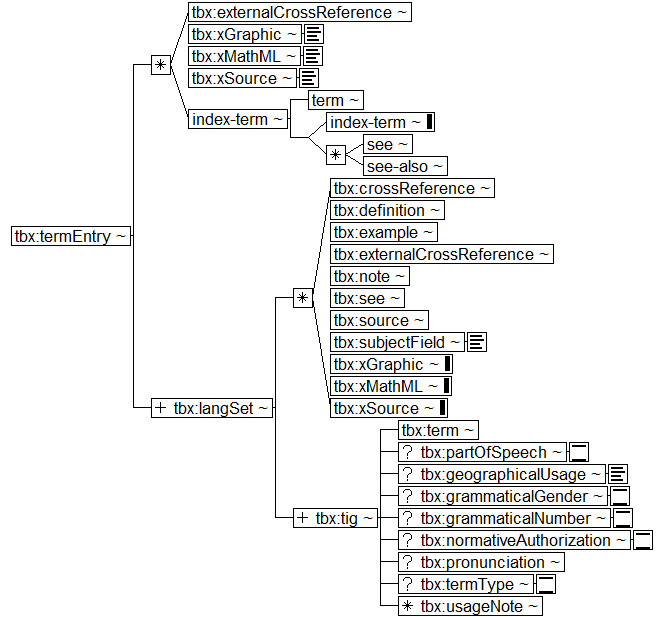 tbx:externalCrossReference ~
tbx:xGraphic ~
tbx:xMathML ~
* tbx:xSource ~
index-term ~ term ~
index-term ~
* see ~
see-also ~
tbx:crossReference ~
tbx:definition ~
tbx:termEntry ~ tbx:example ~
tbx:externalCrossReference ~
tbx:note ~
* tbx:see ~
tbx:source ~
tbx:subjectField ~
tbx:xGraphic ~
tbx:xMathML ~
+ tbx:langSet ~ tbx:xSource ~
tbx:term ~
? tbx:partOfSpeech ~
? tbx:geographicalUsage ~
? tbx:grammaticalGender ~
+ tbx:tig ~ ? tbx:grammaticalNumber ~
? tbx:normativeAuthorization ~
? tbx:pronunciation ~
? tbx:termType ~
* tbx:usageNote ~